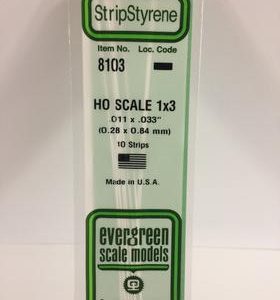 StripStyrene
Item No. Loc. Code
8103
HO SCALE 1x3
.011 x .033"
(0.28 x 0.84 mm)
10 Strips
Made in U.S.A.
evergreen
scale models